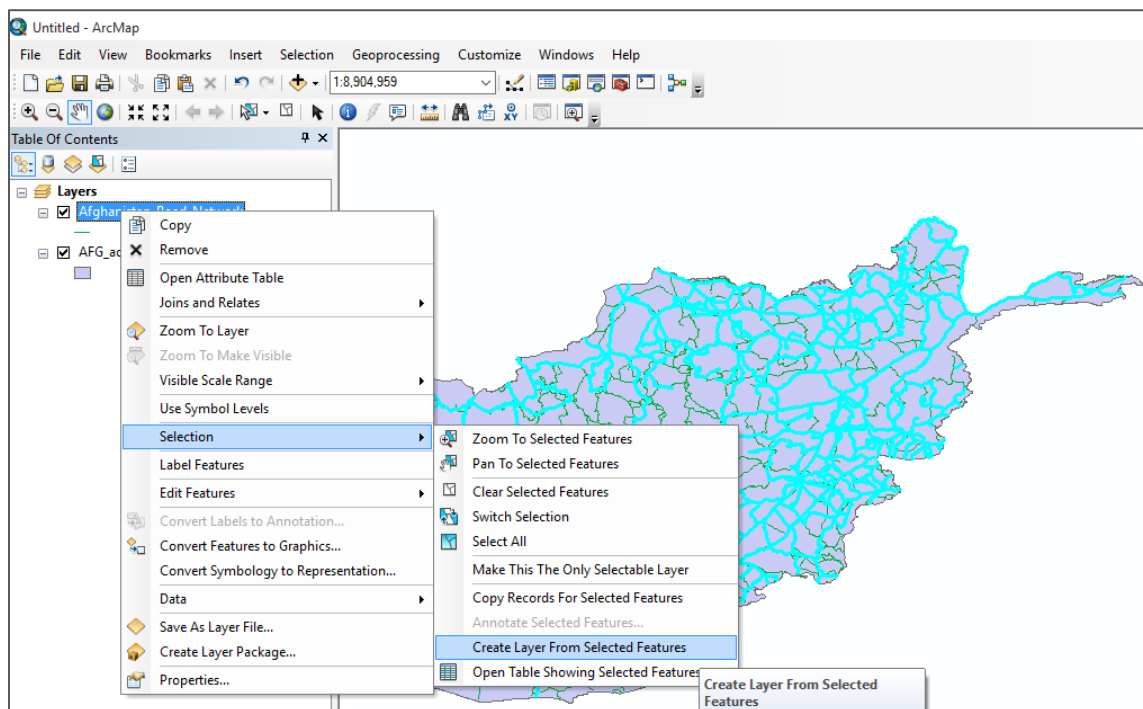 Untitled - ArcMap
File Edit View Bookmarks Insert Selection Geoprocessing Customize Windows Help
1:8,904,959
Table Of Contents
Layers
Afghanistan_Road_Network
AFG_ad
Copy
Remove
Open Attribute Table
Joins and Relates
Zoom To Layer
Zoom To Make Visible
Visible Scale Range
Use Symbol Levels
Selection
Label Features
Edit Features
Convert Labels to Annotation...
Convert Features to Graphics...
Convert Symbology to Representation...
Data
Save As Layer File...
Create Layer Package...
Properties...
Zoom To Selected Features
Pan To Selected Features
Clear Selected Features
Switch Selection
Select All
Make This The Only Selectable Layer
Copy Records For Selected Features
Annotate Selected Features...
Create Layer From Selected Features
Open Table Showing Selected Features
Create Layer From Selected
Features